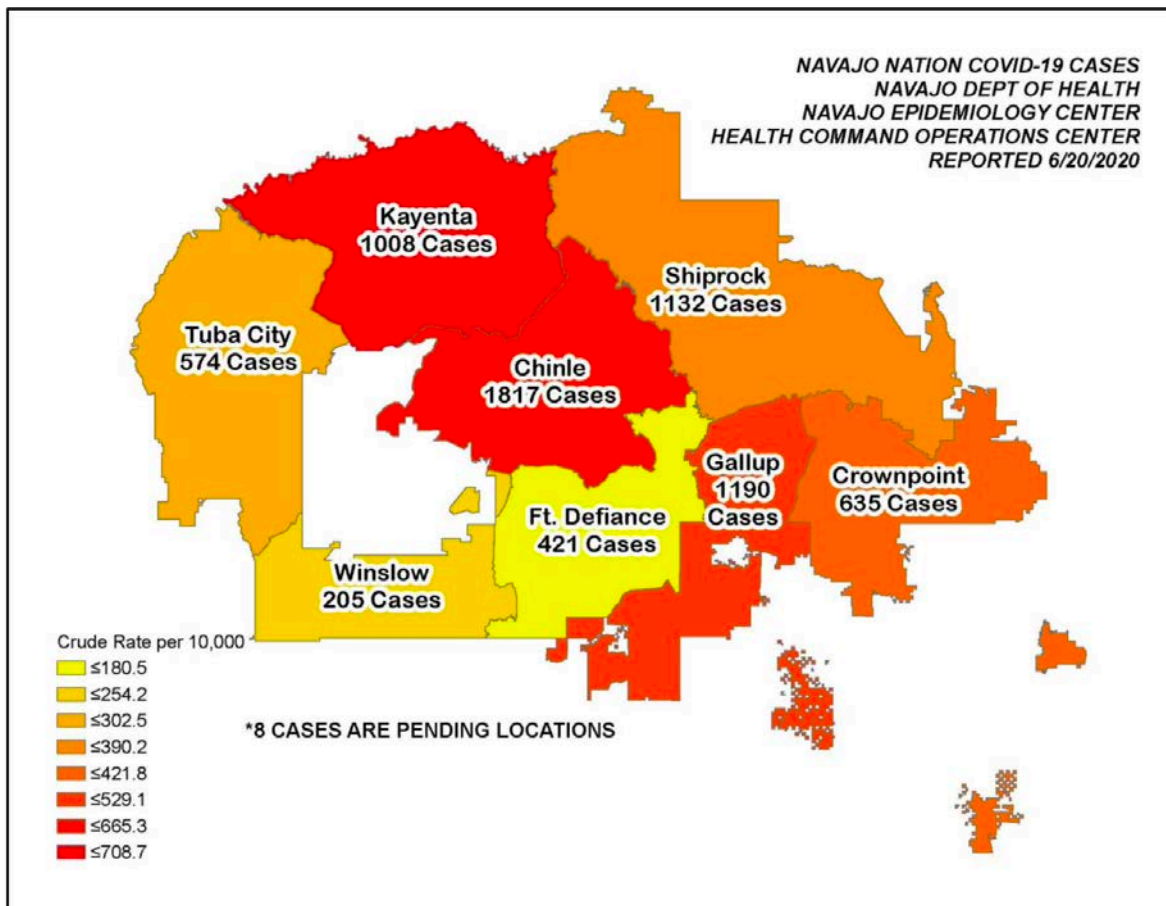 NAVAJO NATION COVID-19 CASES
NAVAJO DEPT OF HEALTH
NAVAJO EPIDEMIOLOGY CENTER
HEALTH COMMAND OPERATIONS CENTER
REPORTED 6/20/2020
Kayenta
1008 Cases
Shiprock
1132 Cases
Tuba City
574 Cases
Chinle
1817 Cases
Gallup
1190
Cases
Crownpoint
635 Cases
Ft. Defiance
421 Cases
Winslow
205 Cases
Crude Rate per 10,000
≤180.5
≤254.2
≤302.5
≤390.2
≤421.8
≤529.1
≤665.3
≤708.7
*8 CASES ARE PENDING LOCATIONS